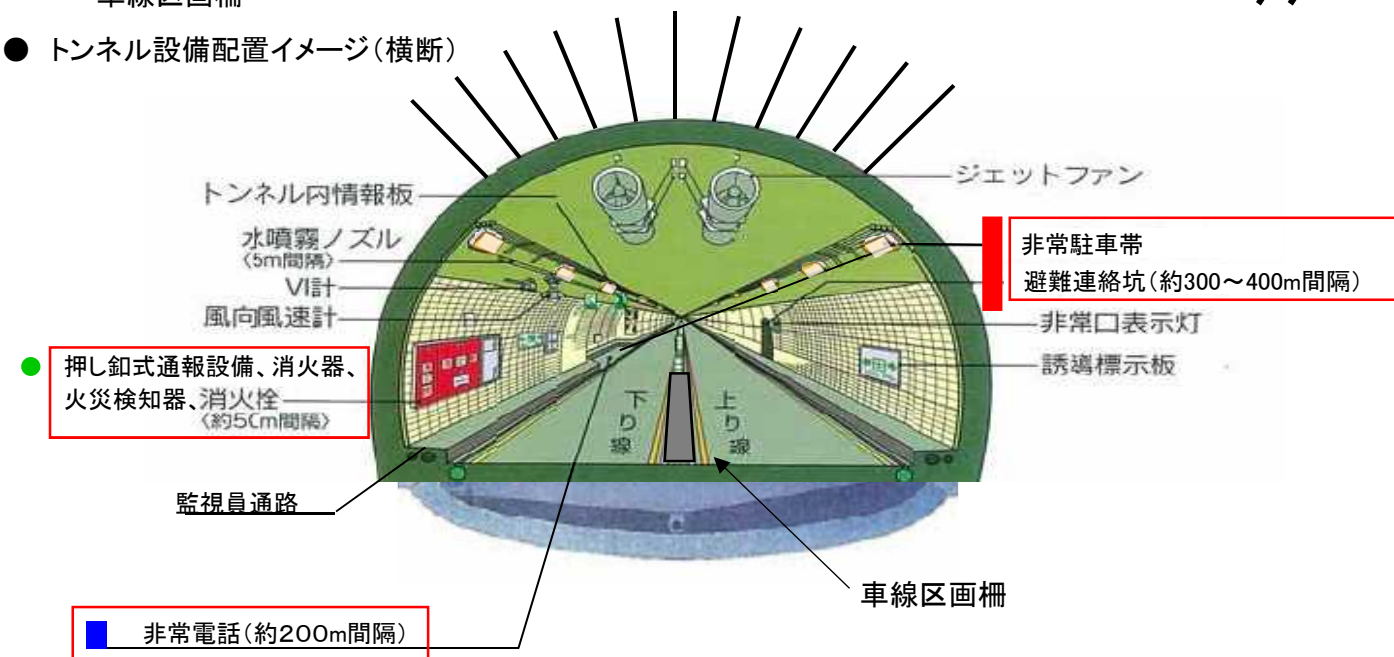 車線区画柵
● トンネル設備配置イメージ(横断)
トンネル内情報板
水噴霧ノズル
〈5m間隔〉
VI計
風向風速計
● 押し釦式通報設備、消火器、
火災検知器、消火栓
〈約50m間隔〉
監視員通路
非常電話(約200m間隔)
ジェットファン
非常駐車帯
避難連絡坑(約300～400m間隔)
非常口表示灯
誘導標示板
下り線
上り線
車線区画柵